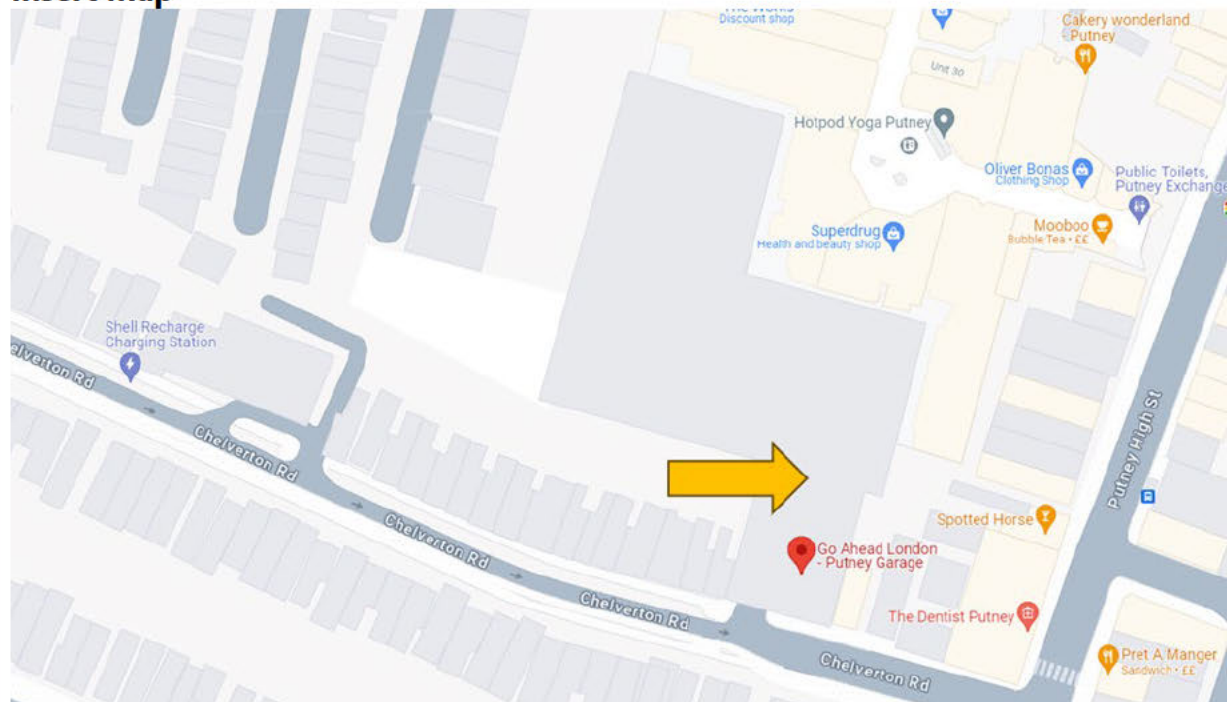 Discount shop
Cakery wonderland
- Putney
Unit 30
Hotpod Yoga Putney
Oliver Bonas
Clothing Shop
Public Toilets,
Putney Exchange
Mooboo
Bubble Tea • ££
Superdrug
Health and beauty shop
Shell Recharge
Charging Station
Chelverton Rd
Chelverton Rd
Chelverton Rd
Putney High St
Spotted Horse
Go Ahead London
- Putney Garage
Chelverton Rd
The Dentist Putney
Chelverton Rd
Pret A Manger
Sandwich • ££